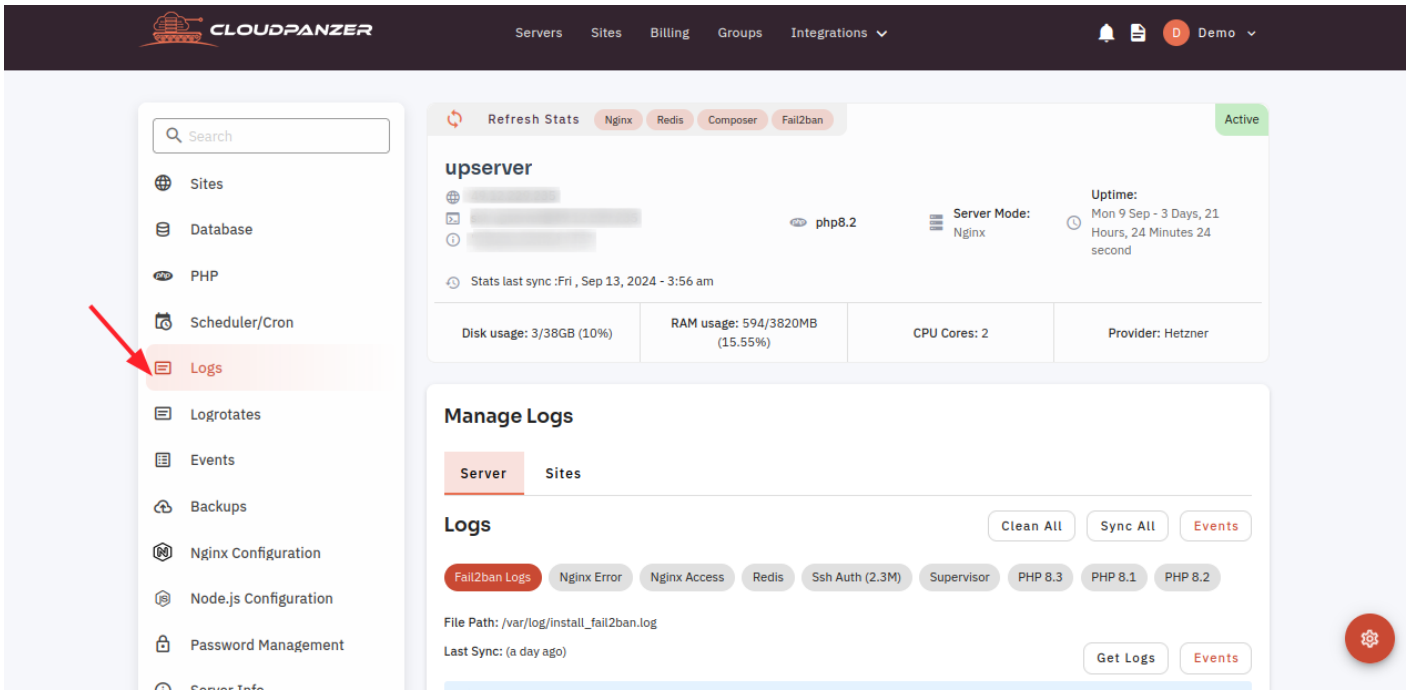 CLOUDPANZER
Servers Sites Billing Groups Integrations
D Demo
Search
Sites
Database
PHP
Scheduler/Cron
Logs
Logrotates
Events
Backups
Nginx Configuration
Node.js Configuration
Password Management
Server Info
Refresh Stats Nginx Redis Composer Fail2ban
Active
upserver
php php8.2
Server Mode:
Nginx
Uptime:
Mon 9 Sep - 3 Days, 21
Hours, 24 Minutes 24
second
Stats last sync :Fri , Sep 13, 2024 - 3:56 am
Disk usage: 3/38GB (10%)
RAM usage: 594/3820MB
(15.55%)
CPU Cores: 2
Provider: Hetzner
Manage Logs
Server Sites
Logs
Clean All Sync All Events
Fail2ban Logs Nginx Error Nginx Access Redis Ssh Auth (2.3M) Supervisor PHP 8.3 PHP 8.1 PHP 8.2
File Path: /var/log/install_fail2ban.log
Last Sync: (a day ago)
Get Logs Events